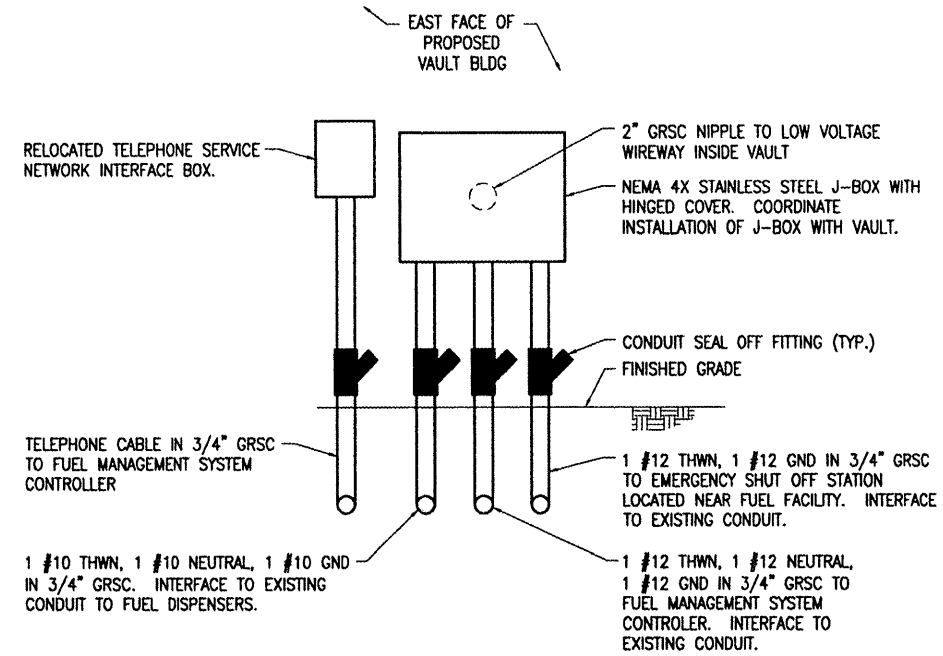 EAST FACE OF
PROPOSED
VAULT BLDG
RELOCATED TELEPHONE SERVICE
NETWORK INTERFACE BOX.
2" GRSC NIPPLE TO LOW VOLTAGE
WIREWAY INSIDE VAULT
NEMA 4X STAINLESS STEEL J-BOX WITH
HINGED COVER. COORDINATE
INSTALLATION OF J-BOX WITH VAULT.
CONDUIT SEAL OFF FITTING (TYP.)
FINISHED GRADE
TELEPHONE CABLE IN 3/4" GRSC
TO FUEL MANAGEMENT SYSTEM
CONTROLLER
1 #12 THWN, 1 #12 GND IN 3/4" GRSC
TO EMERGENCY SHUT OFF STATION
LOCATED NEAR FUEL FACILITY. INTERFACE
TO EXISTING CONDUIT.
1 #10 THWN, 1 #10 NEUTRAL, 1 #10 GND
IN 3/4" GRSC. INTERFACE TO EXISTING
CONDUIT TO FUEL DISPENSERS.
1 #12 THWN, 1 #12 NEUTRAL,
1 #12 GND IN 3/4" GRSC TO
FUEL MANAGEMENT SYSTEM
CONTROLER. INTERFACE TO
EXISTING CONDUIT.